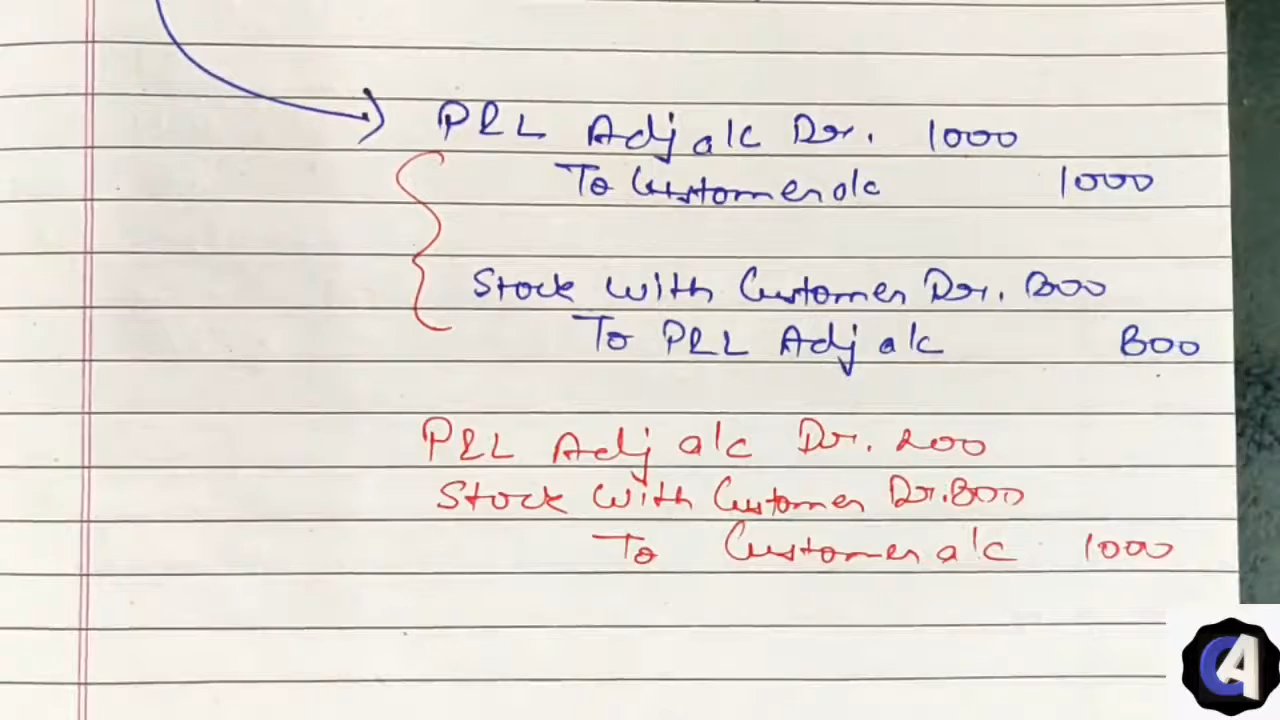 P&L Adj a/c Dr. 1000
To Customer a/c 1000
Stock With Customer Dr. 800
To P&L Adj a/c 800
P&L Adj a/c Dr. 200
Stock With Customer Dr. 800
To Customer a/c 1000
CA